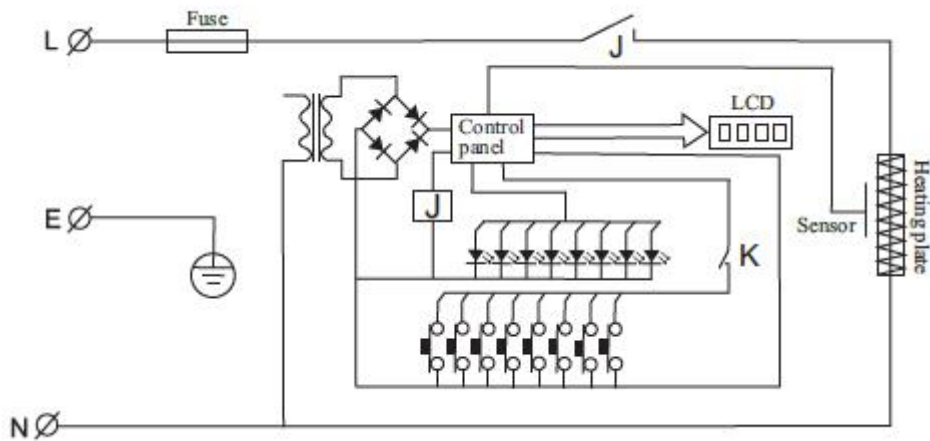 Fuse
L
J
LCD
Control
panel
J
E
Sensor
Heating plate
K
N